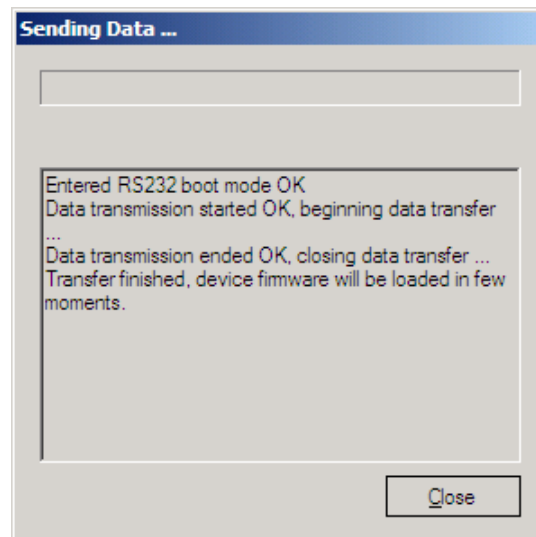 Sending Data ...
Entered RS232 boot mode OK
Data transmission started OK, beginning data transfer
...
Data transmission ended OK, closing data transfer ...
Transfer finished, device firmware will be loaded in few
moments.
Close